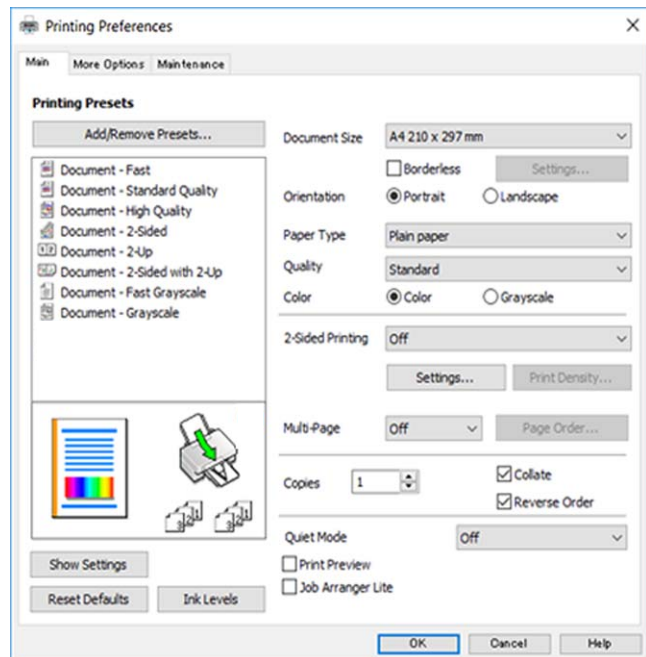 Printing Preferences
Main More Options Maintenance
Printing Presets
Add/Remove Presets...
Document - Fast
Document - Standard Quality
Document - High Quality
Document - 2-Sided
Document - 2-Up
Document - 2-Sided with 2-Up
Document - Fast Grayscale
Document - Grayscale
Show Settings
Reset Defaults Ink Levels
Document Size A4 210 x 297 mm
Borderless Settings...
Orientation Portrait Landscape
Paper Type Plain paper
Quality Standard
Color Color Grayscale
2-Sided Printing Off
Settings... Print Density...
Multi-Page Off Page Order...
Copies 1 Collate
Reverse Order
Quiet Mode Off
Print Preview
Job Arranger Lite
OK Cancel Help